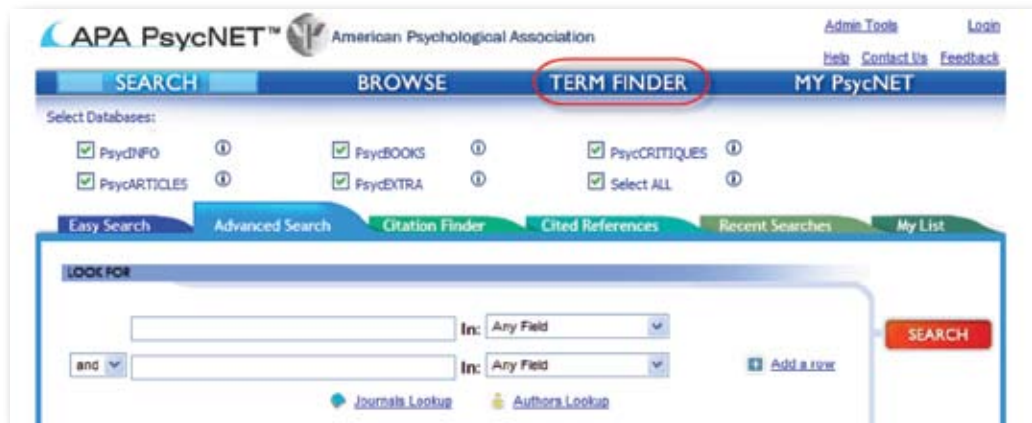 APA PsycNET™ American Psychological Association
Admin Tools Login
Help Contact Us Feedback
SEARCH BROWSE TERM FINDER MY PsycNET
Select Databases:
PsycINFO PsycBOOKS PsycCRITIQUES
PsycARTICLES PsycEXTRA Select ALL
Easy Search Advanced Search Citation Finder Cited References Recent Searches My List
LOOK FOR
In: Any Field
SEARCH
and In: Any Field Add a row
Journals Lookup Authors Lookup